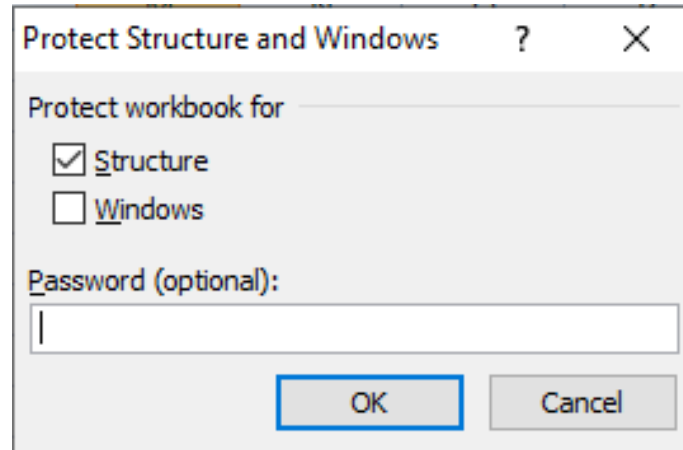 Protect Structure and Windows ?
Protect workbook for
Structure
Windows
Password (optional):
OK Cancel